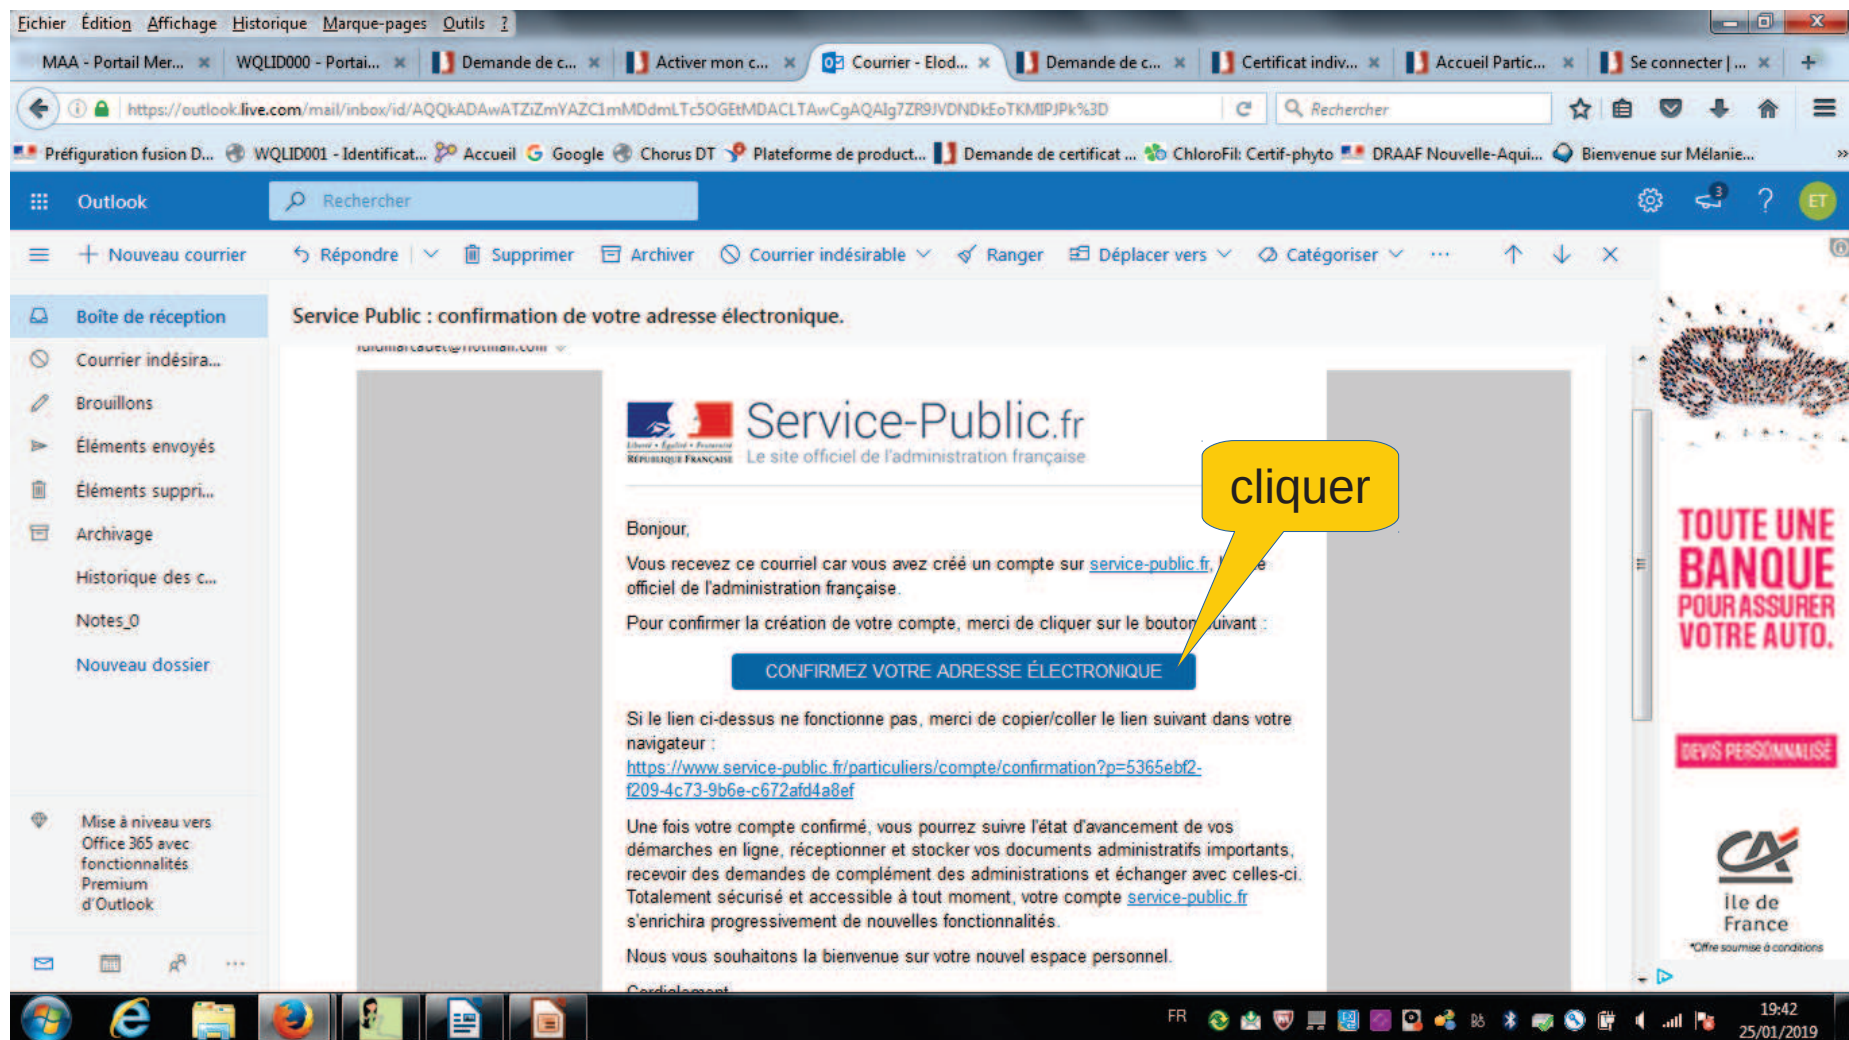 Fichier Édition Affichage Historique Marque-pages Outils ?
MAA - Portail Mer... WQLID000 - Portai... Demande de c... Activer mon c... Courrier - Elod... Demande de c... Certificat indiv... Accueil Partic... Se connecter | ...
https://outlook.live.com/mail/inbox/id/AQQkADAwATZiZmYAZC1mMDdmLTc5OGEtMDACLTAwCgAQAIg7ZR9JVDNDkEoTKMIPJPk%3D Rechercher
Préfiguration fusion D... WQLID001 - Identificat... Accueil Google Chorus DT Plateforme de product... Demande de certificat ... ChloroFil: Certif-phyto DRAAF Nouvelle-Aqui... Bienvenue sur Mélanie... »
Outlook Rechercher 3 ? ET
Nouveau courrier Répondre Supprimer Archiver Courrier indésirable Ranger Déplacer vers Catégoriser ...
Boîte de réception
Courrier indésira...
Brouillons
Éléments envoyés
Éléments suppri...
Archivage
Historique des c...
Notes_0
Nouveau dossier
Mise à niveau vers
Office 365 avec
fonctionnalités
Premium
d'Outlook
Service Public : confirmation de votre adresse électronique.
Service-Public.fr
Liberté • Égalité • Fraternité
RÉPUBLIQUE FRANÇAISE
Le site officiel de l'administration française
cliquer
Bonjour,
Vous recevez ce courriel car vous avez créé un compte sur service-public.fr,
officiel de l'administration française.
Pour confirmer la création de votre compte, merci de cliquer sur le bouton suivant :
CONFIRMEZ VOTRE ADRESSE ÉLECTRONIQUE
Si le lien ci-dessus ne fonctionne pas, merci de copier/coller le lien suivant dans votre
navigateur :
https://www.service-public.fr/particuliers/compte/confirmation?p=5365ebf2-
f209-4c73-9b6e-c672afd4a8ef
Une fois votre compte confirmé, vous pourrez suivre l'état d'avancement de vos
démarches en ligne, réceptionner et stocker vos documents administratifs importants,
recevoir des demandes de complément des administrations et échanger avec celles-ci.
Totalement sécurisé et accessible à tout moment, votre compte service-public.fr
s'enrichira progressivement de nouvelles fonctionnalités.
Nous vous souhaitons la bienvenue sur votre nouvel espace personnel.
TOUTE UNE
BANQUE
POUR ASSURER
VOTRE AUTO.
DEVIS PERSONNALISÉ
CA
Île de
France
*Offre soumise à conditions
FR
19:42
25/01/2019